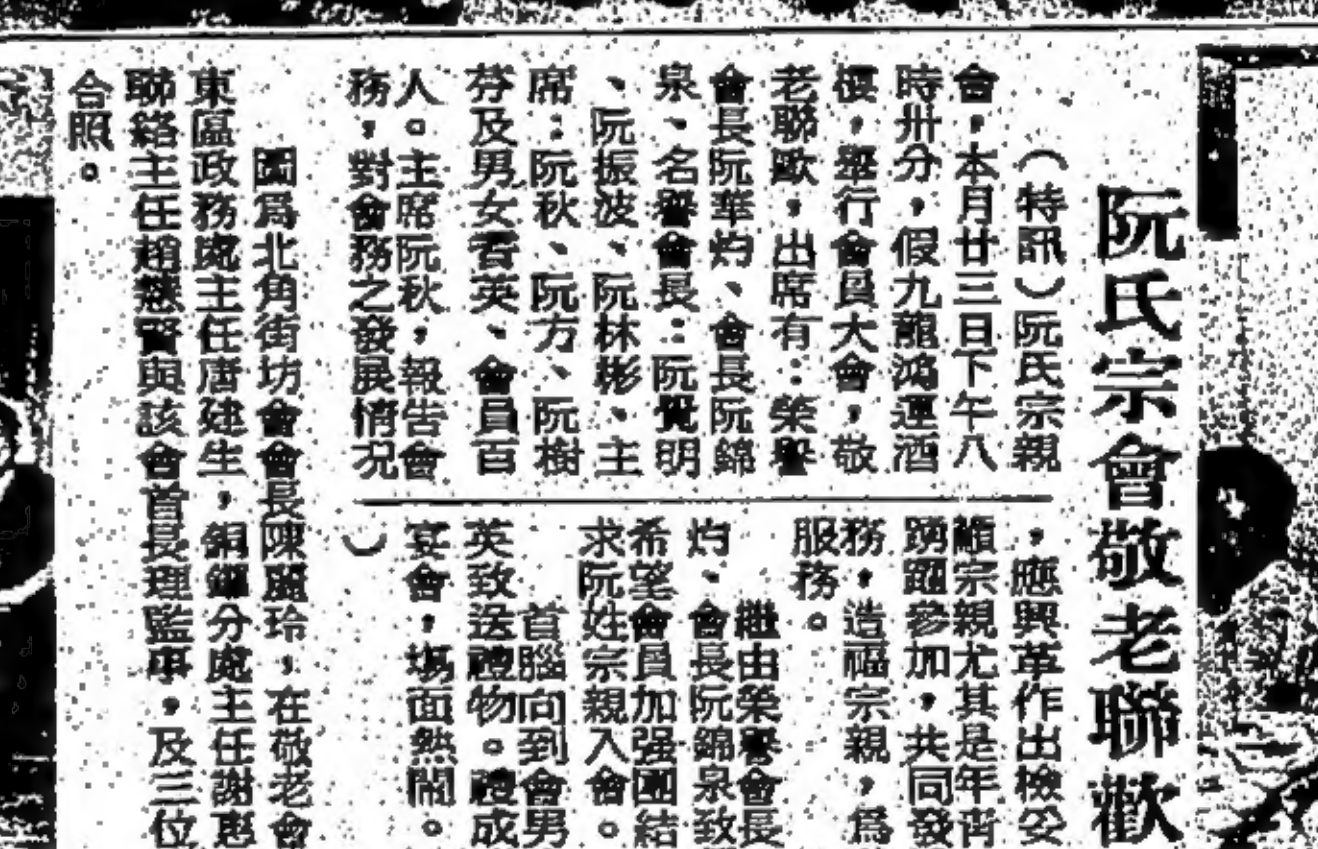 阮氏宗會敬老聯歡
（特訊）阮氏宗親
會，本月廿三日下午八
時卅分，假九龍鴻運酒
樓，舉行會員大會，敬
老聯歡，出席有：榮譽
會長阮華灼、會長阮錦
泉、名譽會長：阮覺明
、阮振波、阮林彬、主
席：阮秋、阮方、阮樹
芬及男女耆英、會員百
人。主席阮秋，報告會
務，對會務之發展情况
，應興革作出檢
顧宗親尤其是年青
踴躍參加，共同發
務，造福宗親，爲
服務。
繼由榮譽會長
灼、會長阮錦泉致
希望會員加强團結
求阮姓宗親入會。
首腦向到會男
英致送禮物。禮成
宴會，場面熱鬧。
）
圖爲北角街坊會會長陳麗玲，在敬老會
東區政務處主任唐建生，銅鑼分處主任謝惠
聯絡主任趙慧賢與該會首長理監事，及三位
合照。